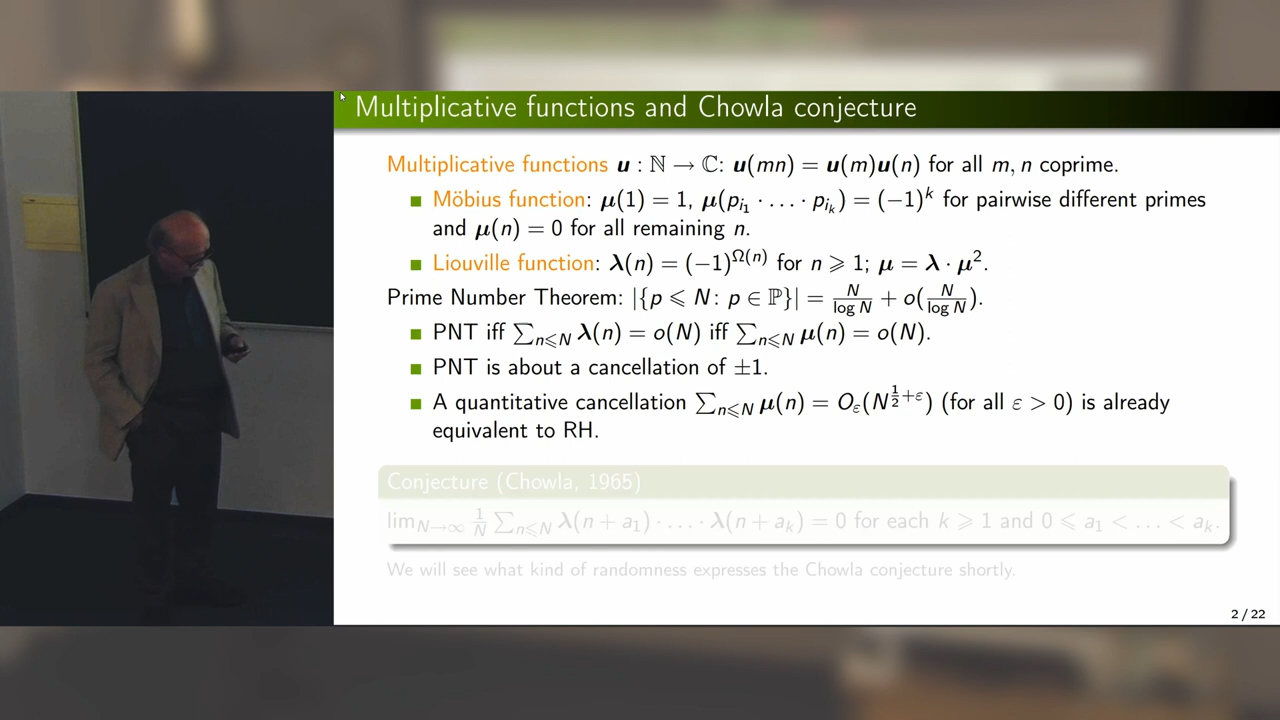 Multiplicative functions and Chowla conjecture
Multiplicative functions u : ℕ → ℂ: u(mn) = u(m)u(n) for all m, n coprime.
■ Möbius function: μ(1) = 1, μ(p_{i_1} · … · p_{i_k}) = (−1)^k for pairwise different primes
and μ(n) = 0 for all remaining n.
■ Liouville function: λ(n) = (−1)^{Ω(n)} for n ⩾ 1; μ = λ · μ².
Prime Number Theorem: |{p ⩽ N : p ∈ ℙ}| = \frac{N}{\log N} + o(\frac{N}{\log N}).
■ PNT iff ∑_{n⩽N} λ(n) = o(N) iff ∑_{n⩽N} μ(n) = o(N).
■ PNT is about a cancellation of ±1.
■ A quantitative cancellation ∑_{n⩽N} μ(n) = O_ε(N^{\frac{1}{2}+ε}) (for all ε > 0) is already
equivalent to RH.
Conjecture (Chowla, 1965)
lim_{N→∞} \frac{1}{N} ∑_{n⩽N} λ(n + a_1) · … · λ(n + a_k) = 0 for each k ⩾ 1 and 0 ⩽ a_1 < … < a_k.
We will see what kind of randomness expresses the Chowla conjecture shortly.
2 / 22